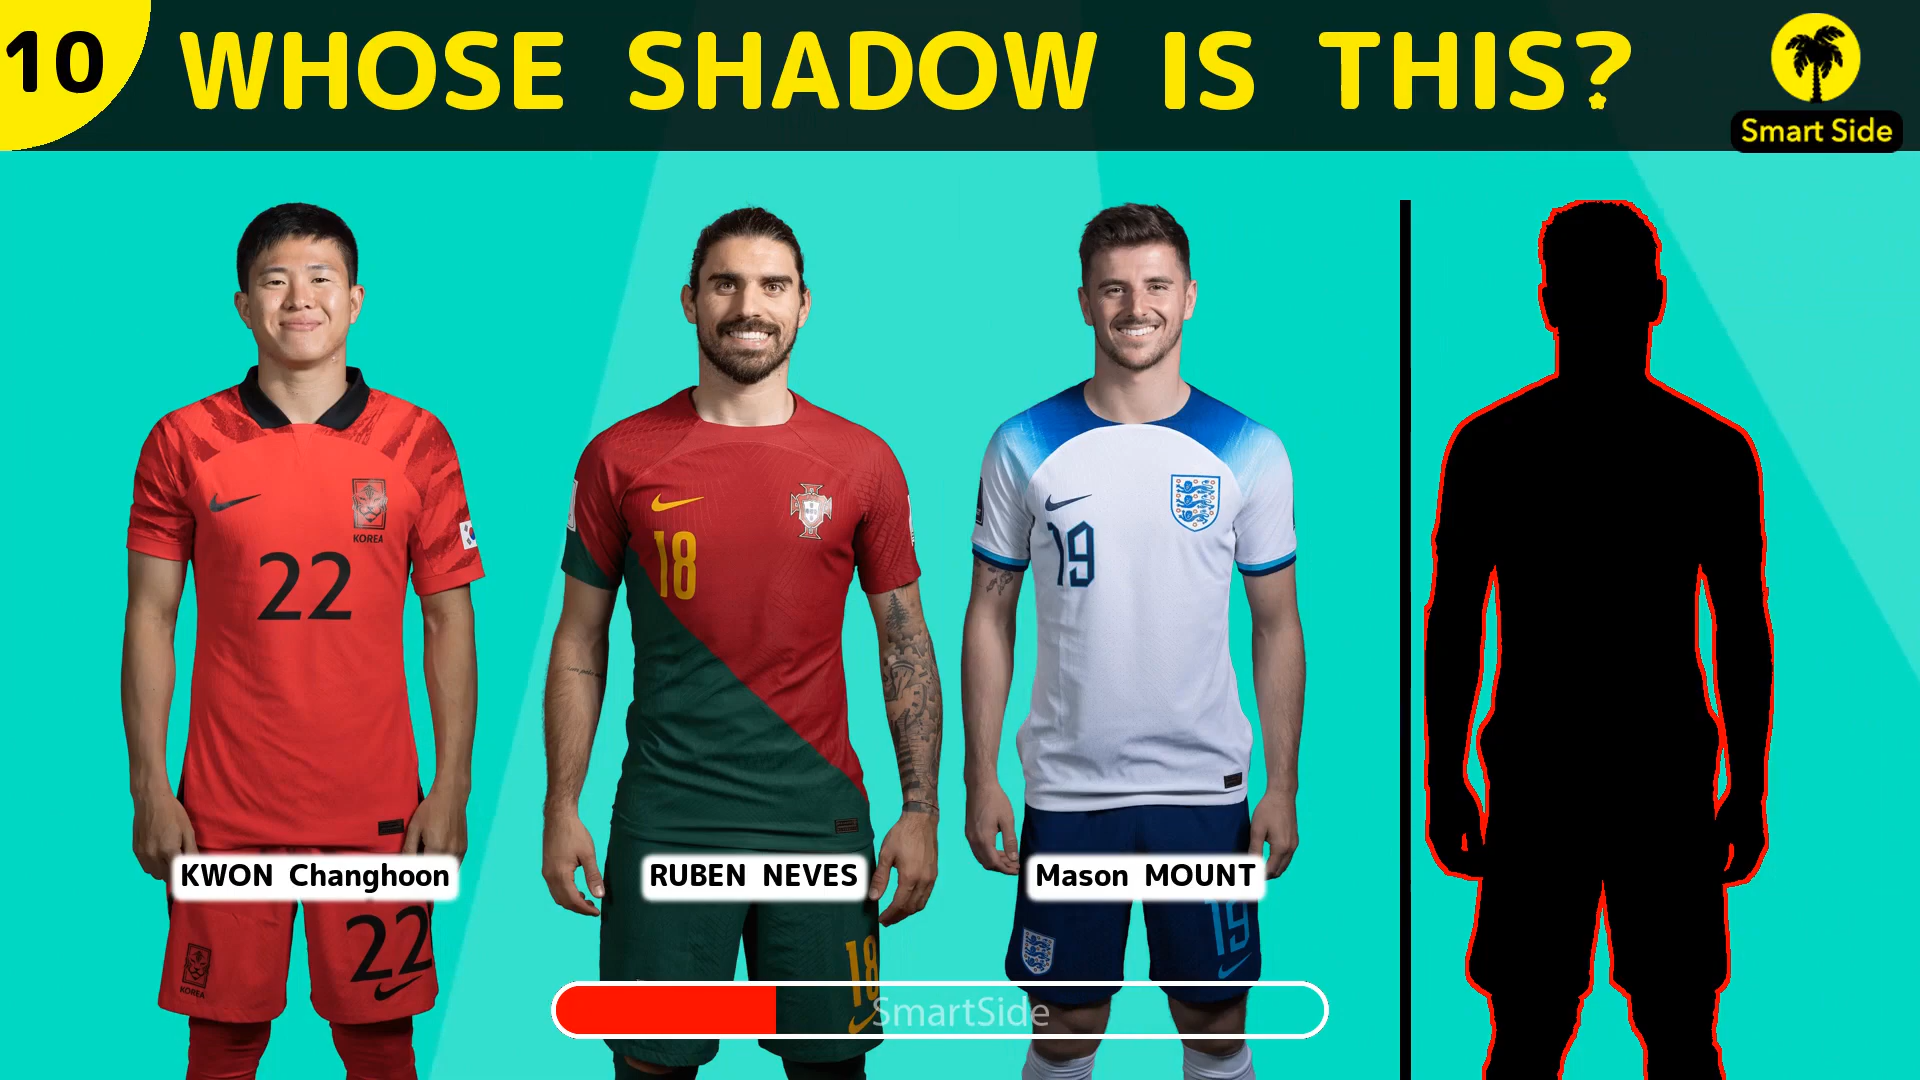 10 WHOSE SHADOW IS THIS?
Smart Side
KOREA
22
18
19
KWON Changhoon
RUBEN NEVES
Mason MOUNT
22
KOREA
18
19
SmartSide